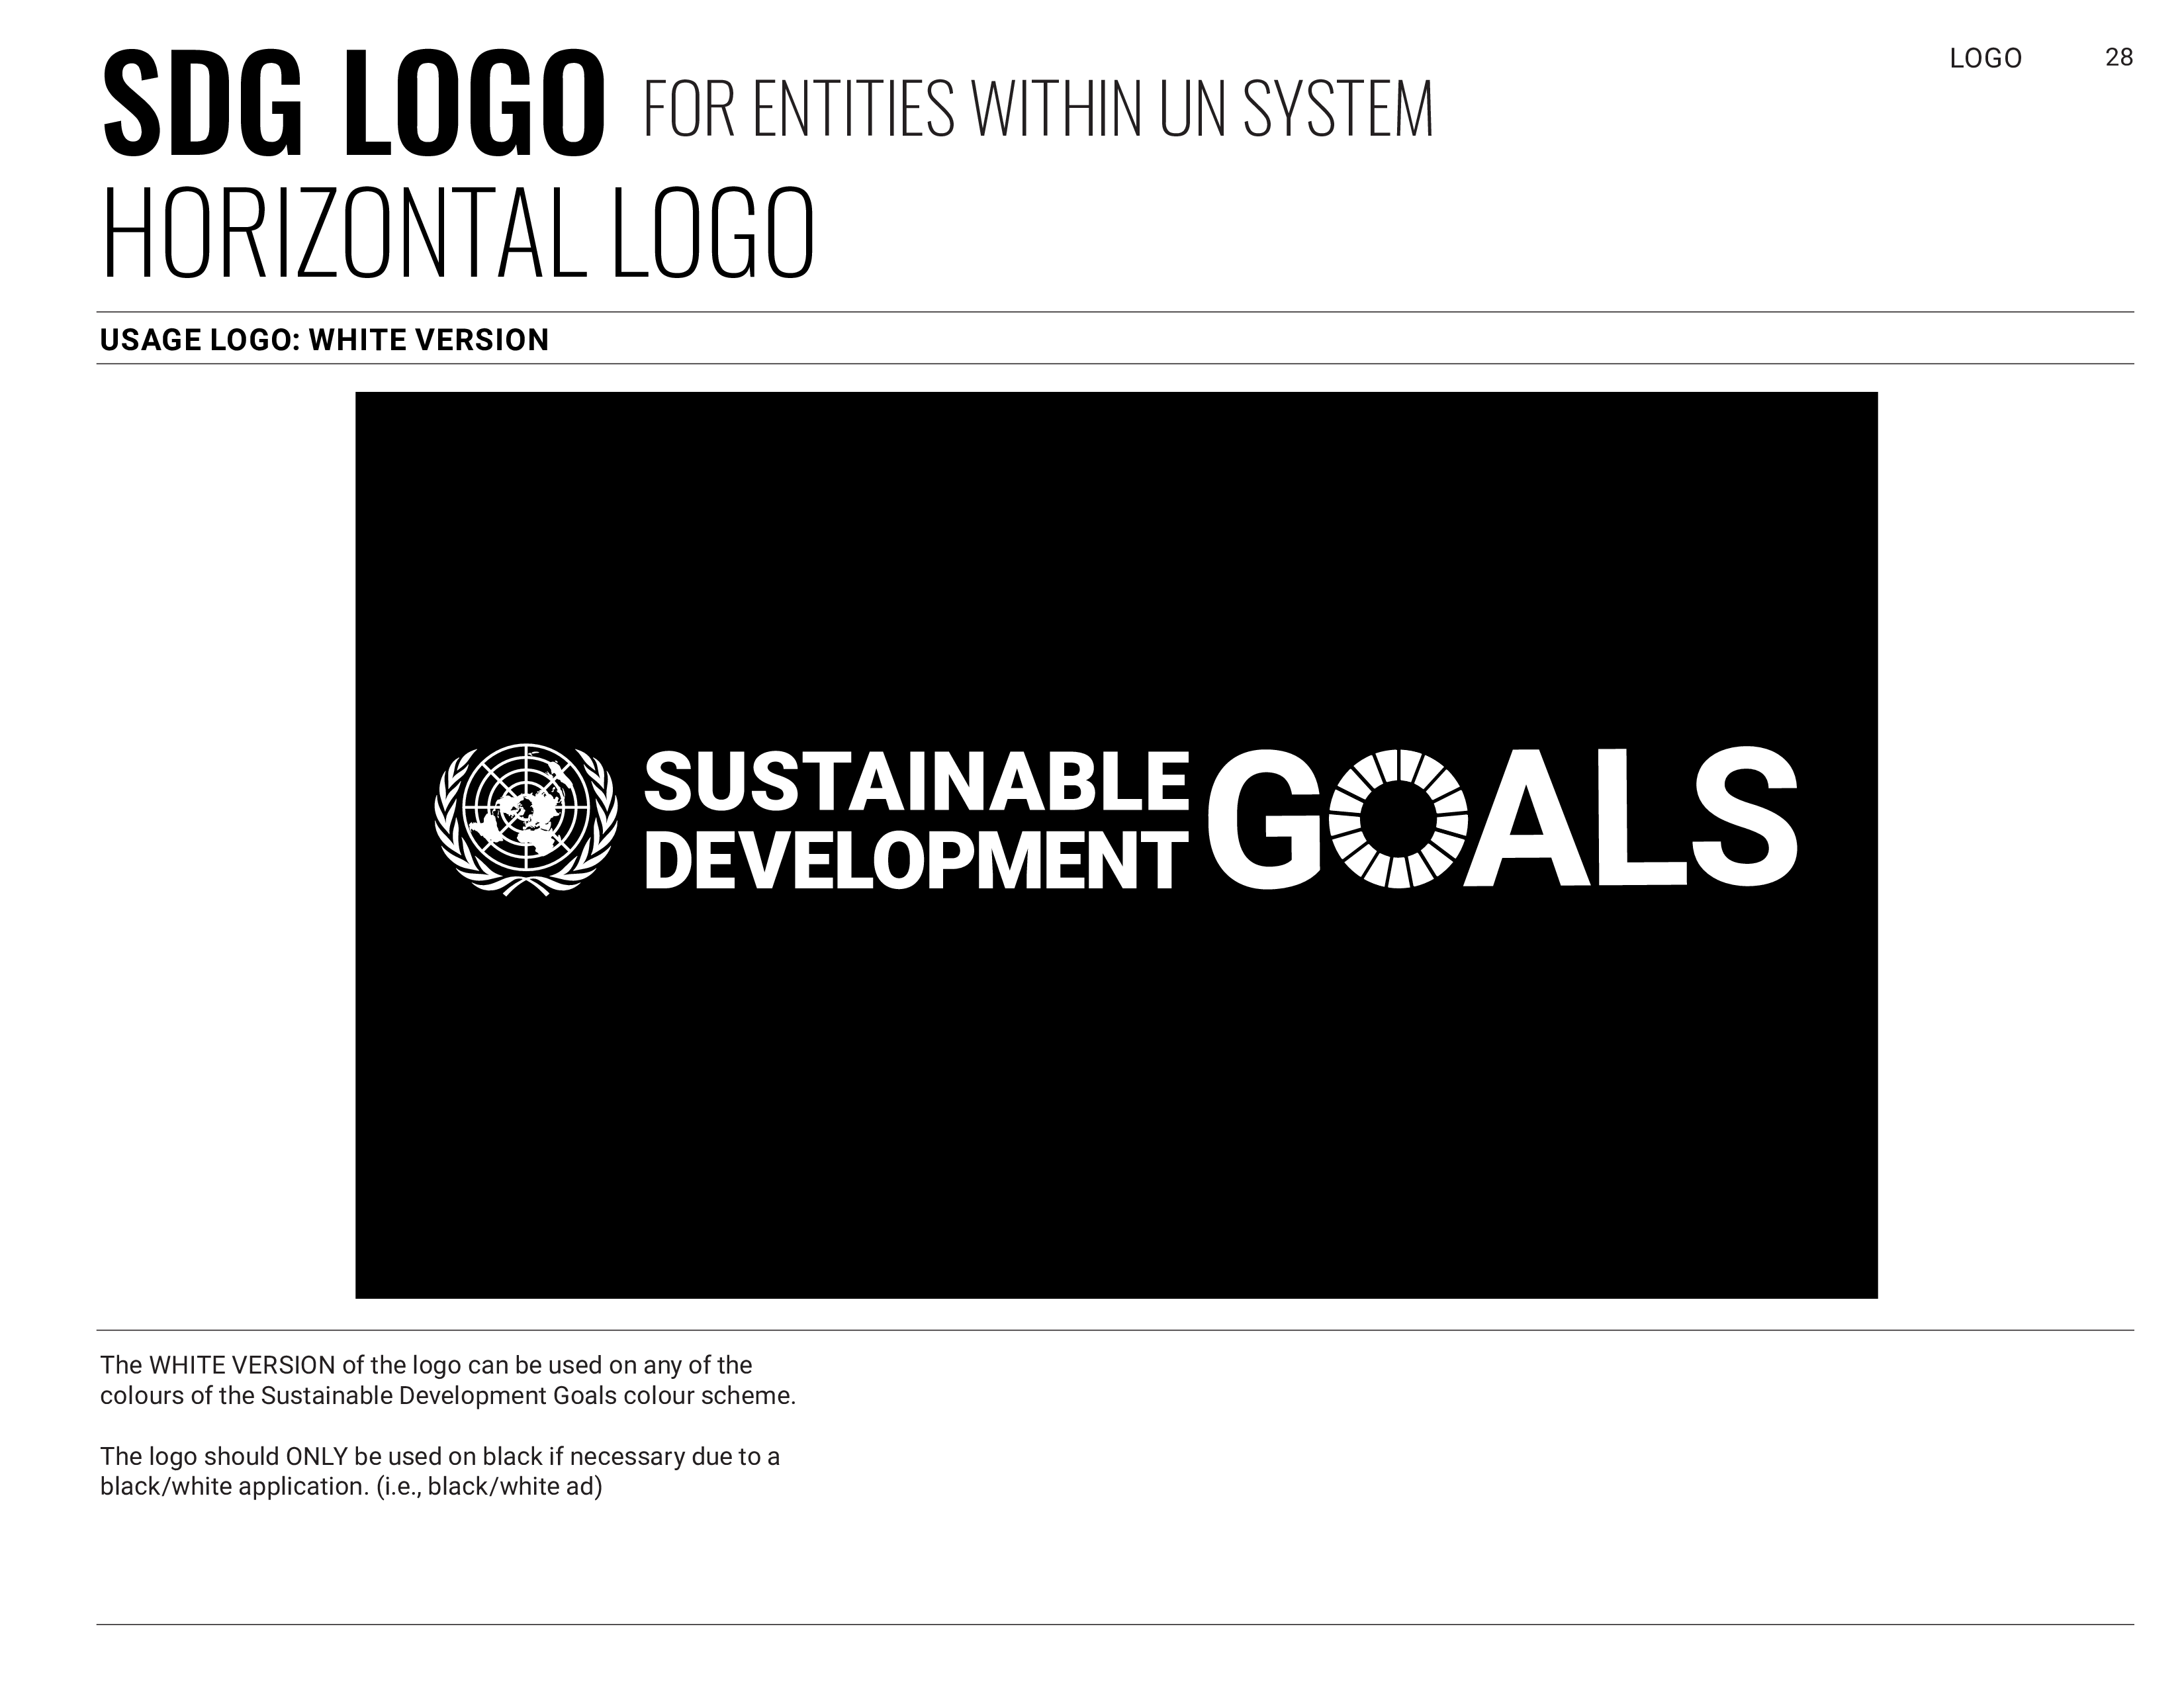 SDG LOGO FOR ENTITIES WITHIN UN SYSTEM
LOGO 28
HORIZONTAL LOGO
USAGE LOGO: WHITE VERSION
SUSTAINABLE
DEVELOPMENT
GOALS
The WHITE VERSION of the logo can be used on any of the
colours of the Sustainable Development Goals colour scheme.
The logo should ONLY be used on black if necessary due to a
black/white application. (i.e., black/white ad)